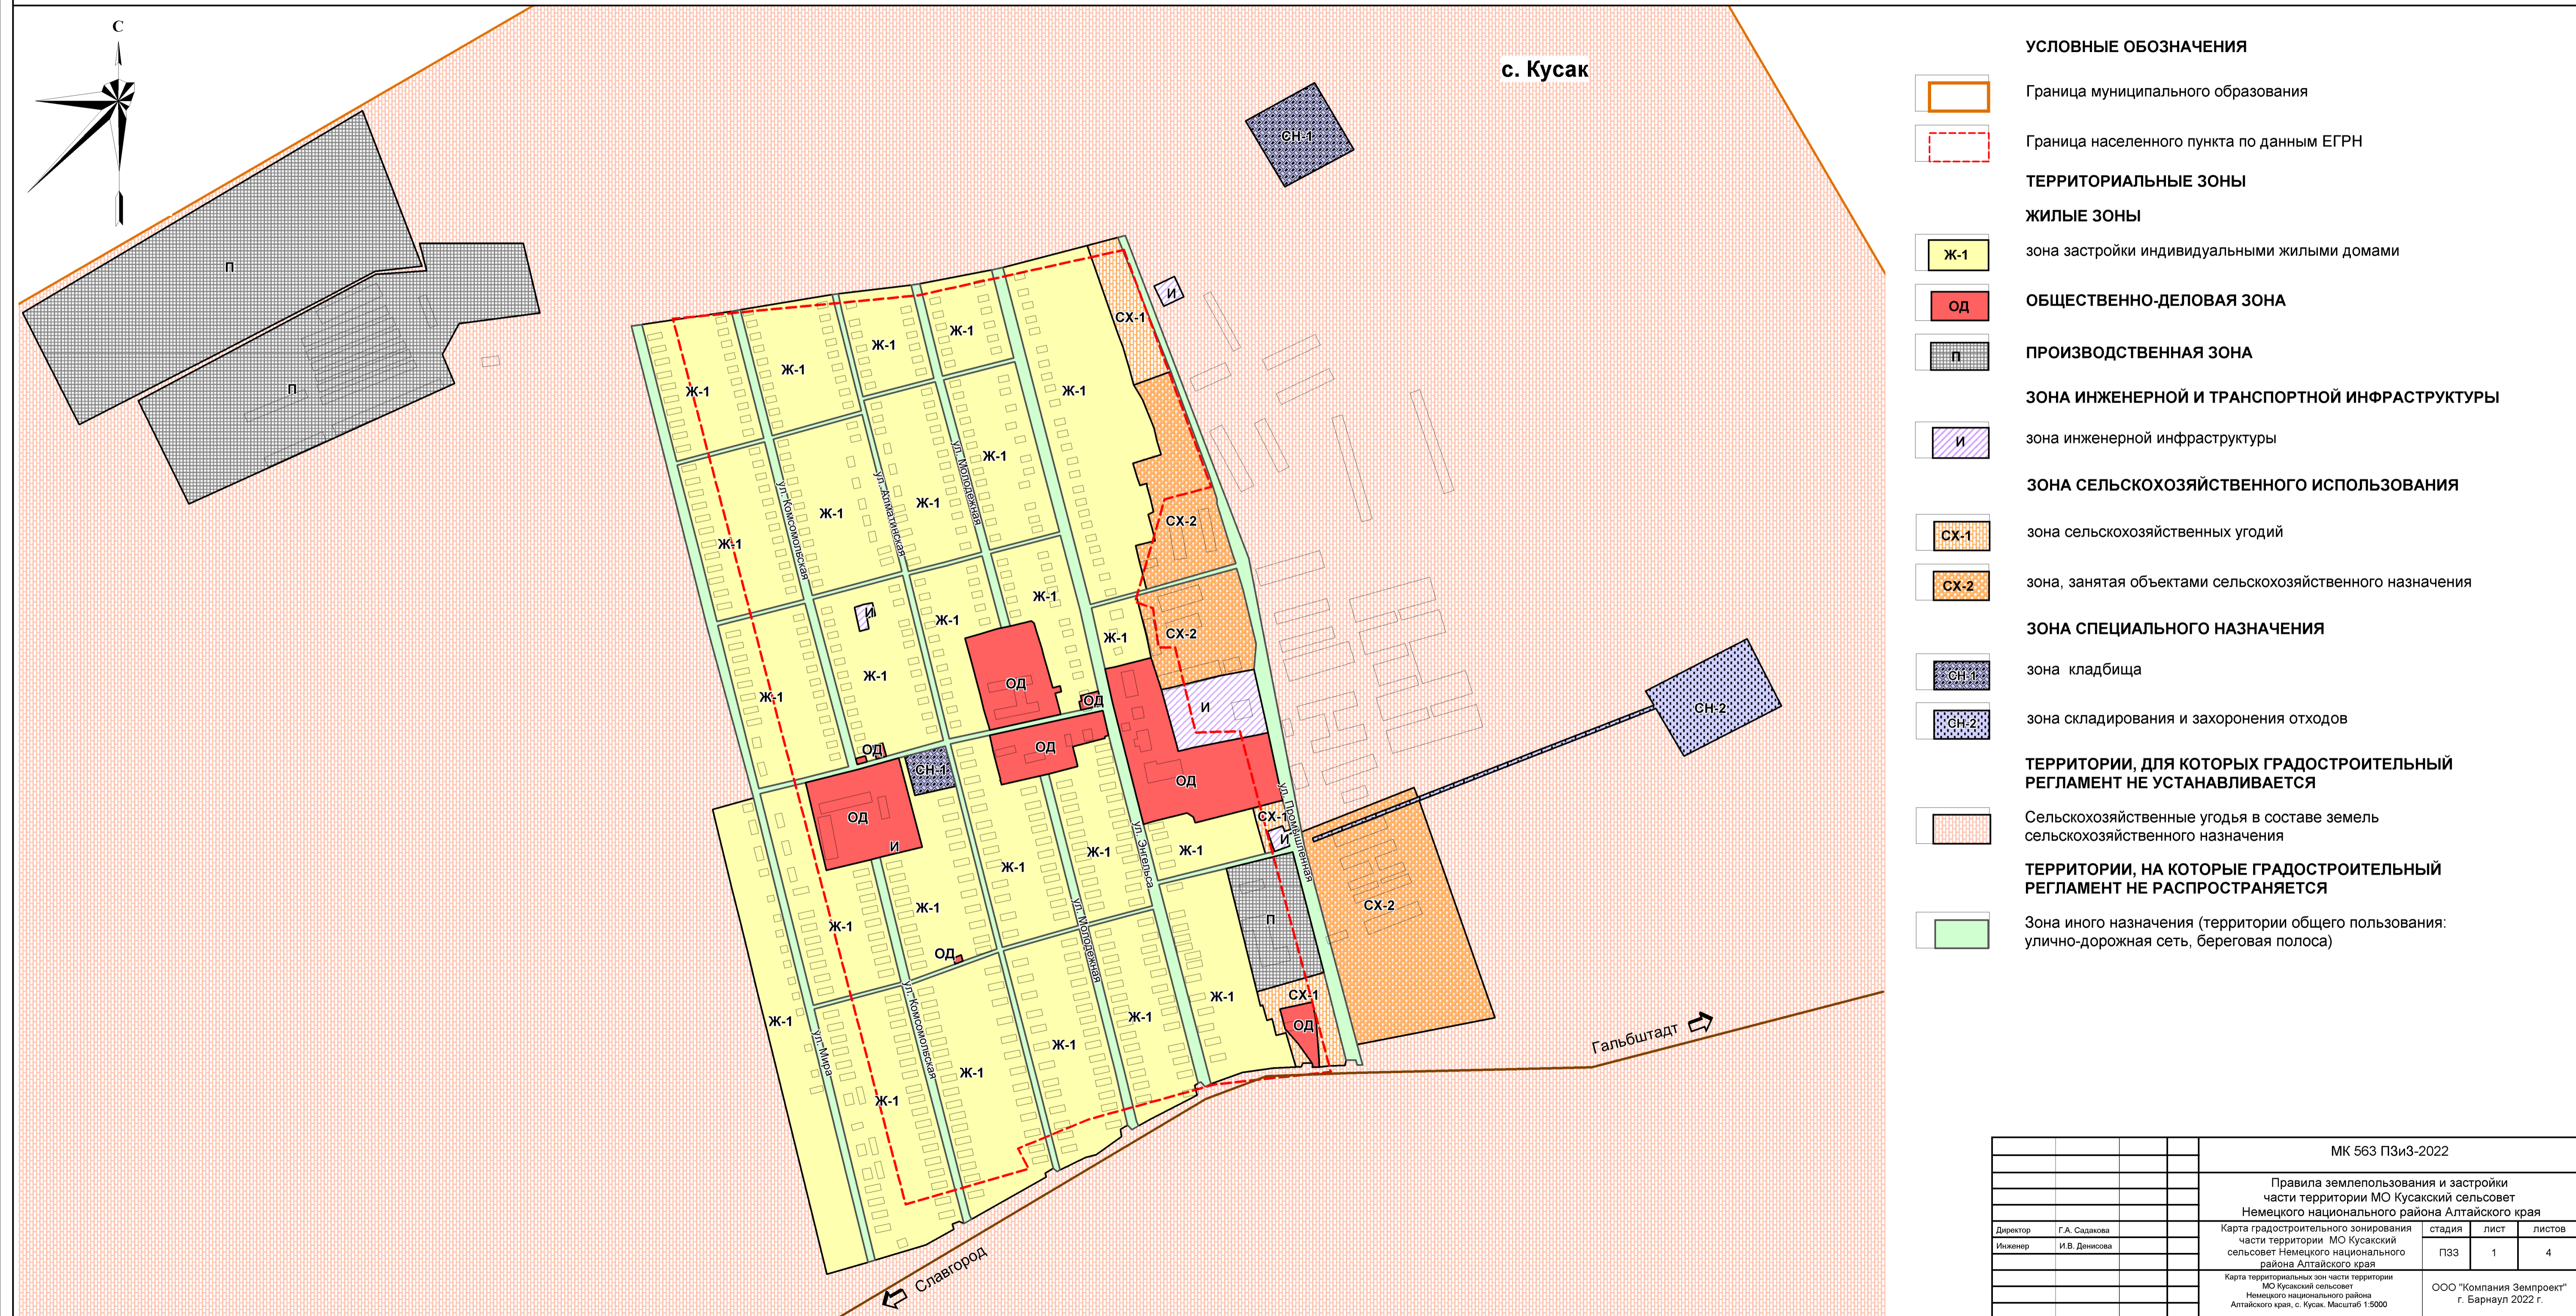 С
с. Кусак
СН-1
П
П
И
СХ-1
Ж-1
Ж-1
Ж-1
Ж-1
Ж-1
ул. Комсомольская
ул. Алматинская
ул. Молодежная
Ж-1
Ж-1
Ж-1
Ж-1
СХ-2
И
Ж-1
Ж-1
Ж-1
СХ-2
Ж-1
Ж-1
ОД
ОД
И
СН-2
ОД
ОД
СН-1
ОД
ОД
И
СХ-1
И
ул. Промышленная
ул. Энгельса
Ж-1
Ж-1
Ж-1
Ж-1
Ж-1
П
СХ-2
ул. Молодежная
ОД
Ж-1
Ж-1
СХ-1
ОД
Ж-1
Ж-1
Ж-1
Ж-1
ул. Мира
ул. Комсомольская
Гальбштадт
Славгород
УСЛОВНЫЕ ОБОЗНАЧЕНИЯ
Граница муниципального образования
Граница населенного пункта по данным ЕГРН
ТЕРРИТОРИАЛЬНЫЕ ЗОНЫ
ЖИЛЫЕ ЗОНЫ
Ж-1 зона застройки индивидуальными жилыми домами
ОД ОБЩЕСТВЕННО-ДЕЛОВАЯ ЗОНА
П ПРОИЗВОДСТВЕННАЯ ЗОНА
ЗОНА ИНЖЕНЕРНОЙ И ТРАНСПОРТНОЙ ИНФРАСТРУКТУРЫ
И зона инженерной инфраструктуры
ЗОНА СЕЛЬСКОХОЗЯЙСТВЕННОГО ИСПОЛЬЗОВАНИЯ
СХ-1 зона сельскохозяйственных угодий
СХ-2 зона, занятая объектами сельскохозяйственного назначения
ЗОНА СПЕЦИАЛЬНОГО НАЗНАЧЕНИЯ
СН-1 зона кладбища
СН-2 зона складирования и захоронения отходов
ТЕРРИТОРИИ, ДЛЯ КОТОРЫХ ГРАДОСТРОИТЕЛЬНЫЙ
РЕГЛАМЕНТ НЕ УСТАНАВЛИВАЕТСЯ
Сельскохозяйственные угодья в составе земель
сельскохозяйственного назначения
ТЕРРИТОРИИ, НА КОТОРЫЕ ГРАДОСТРОИТЕЛЬНЫЙ
РЕГЛАМЕНТ НЕ РАСПРОСТРАНЯЕТСЯ
Зона иного назначения (территории общего пользования:
улично-дорожная сеть, береговая полоса)
МК 563 ПЗиЗ-2022
Правила землепользования и застройки
части территории МО Кусакский сельсовет
Немецкого национального района Алтайского края
Директор Г.А. Садакова
Инженер И.В. Денисова
Карта градостроительного зонирования
части территории МО Кусакский
сельсовет Немецкого национального
района Алтайского края
стадия лист листов
ПЗЗ 1 4
Карта территориальных зон части территории
МО Кусакский сельсовет
Немецкого национального района
Алтайского края, с. Кусак. Масштаб 1:5000
ООО "Компания Земпроект"
г. Барнаул 2022 г.